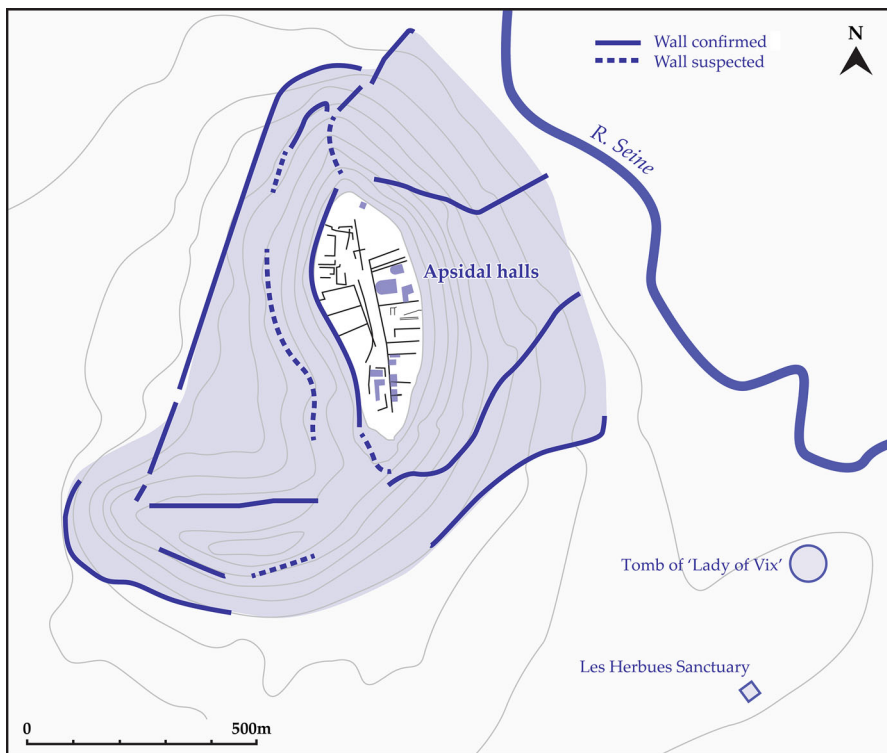 Wall confirmed
Wall suspected
N
R. Seine
Apsidal halls
Tomb of ‘Lady of Vix’
Les Herbues Sanctuary
0 500m